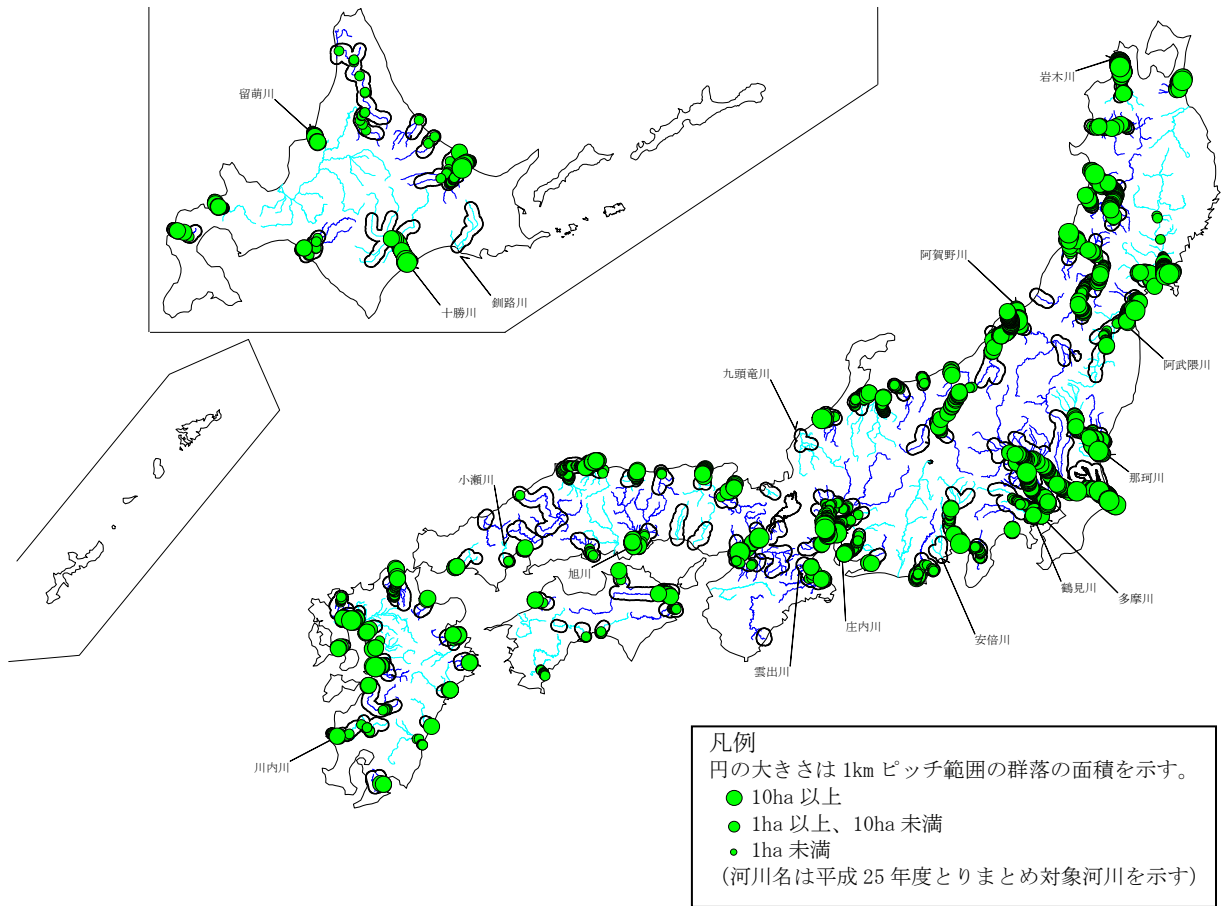 岩木川
留萌川
阿賀野川
釧路川
十勝川
阿武隈川
九頭竜川
小瀬川
那珂川
旭川
鶴見川
多摩川
庄内川
安倍川
雲出川
川内川
凡例
円の大きさは 1km ピッチ範囲の群落の面積を示す。
10ha 以上
1ha 以上、10ha 未満
1ha 未満
(河川名は平成 25 年度とりまとめ対象河川を示す)